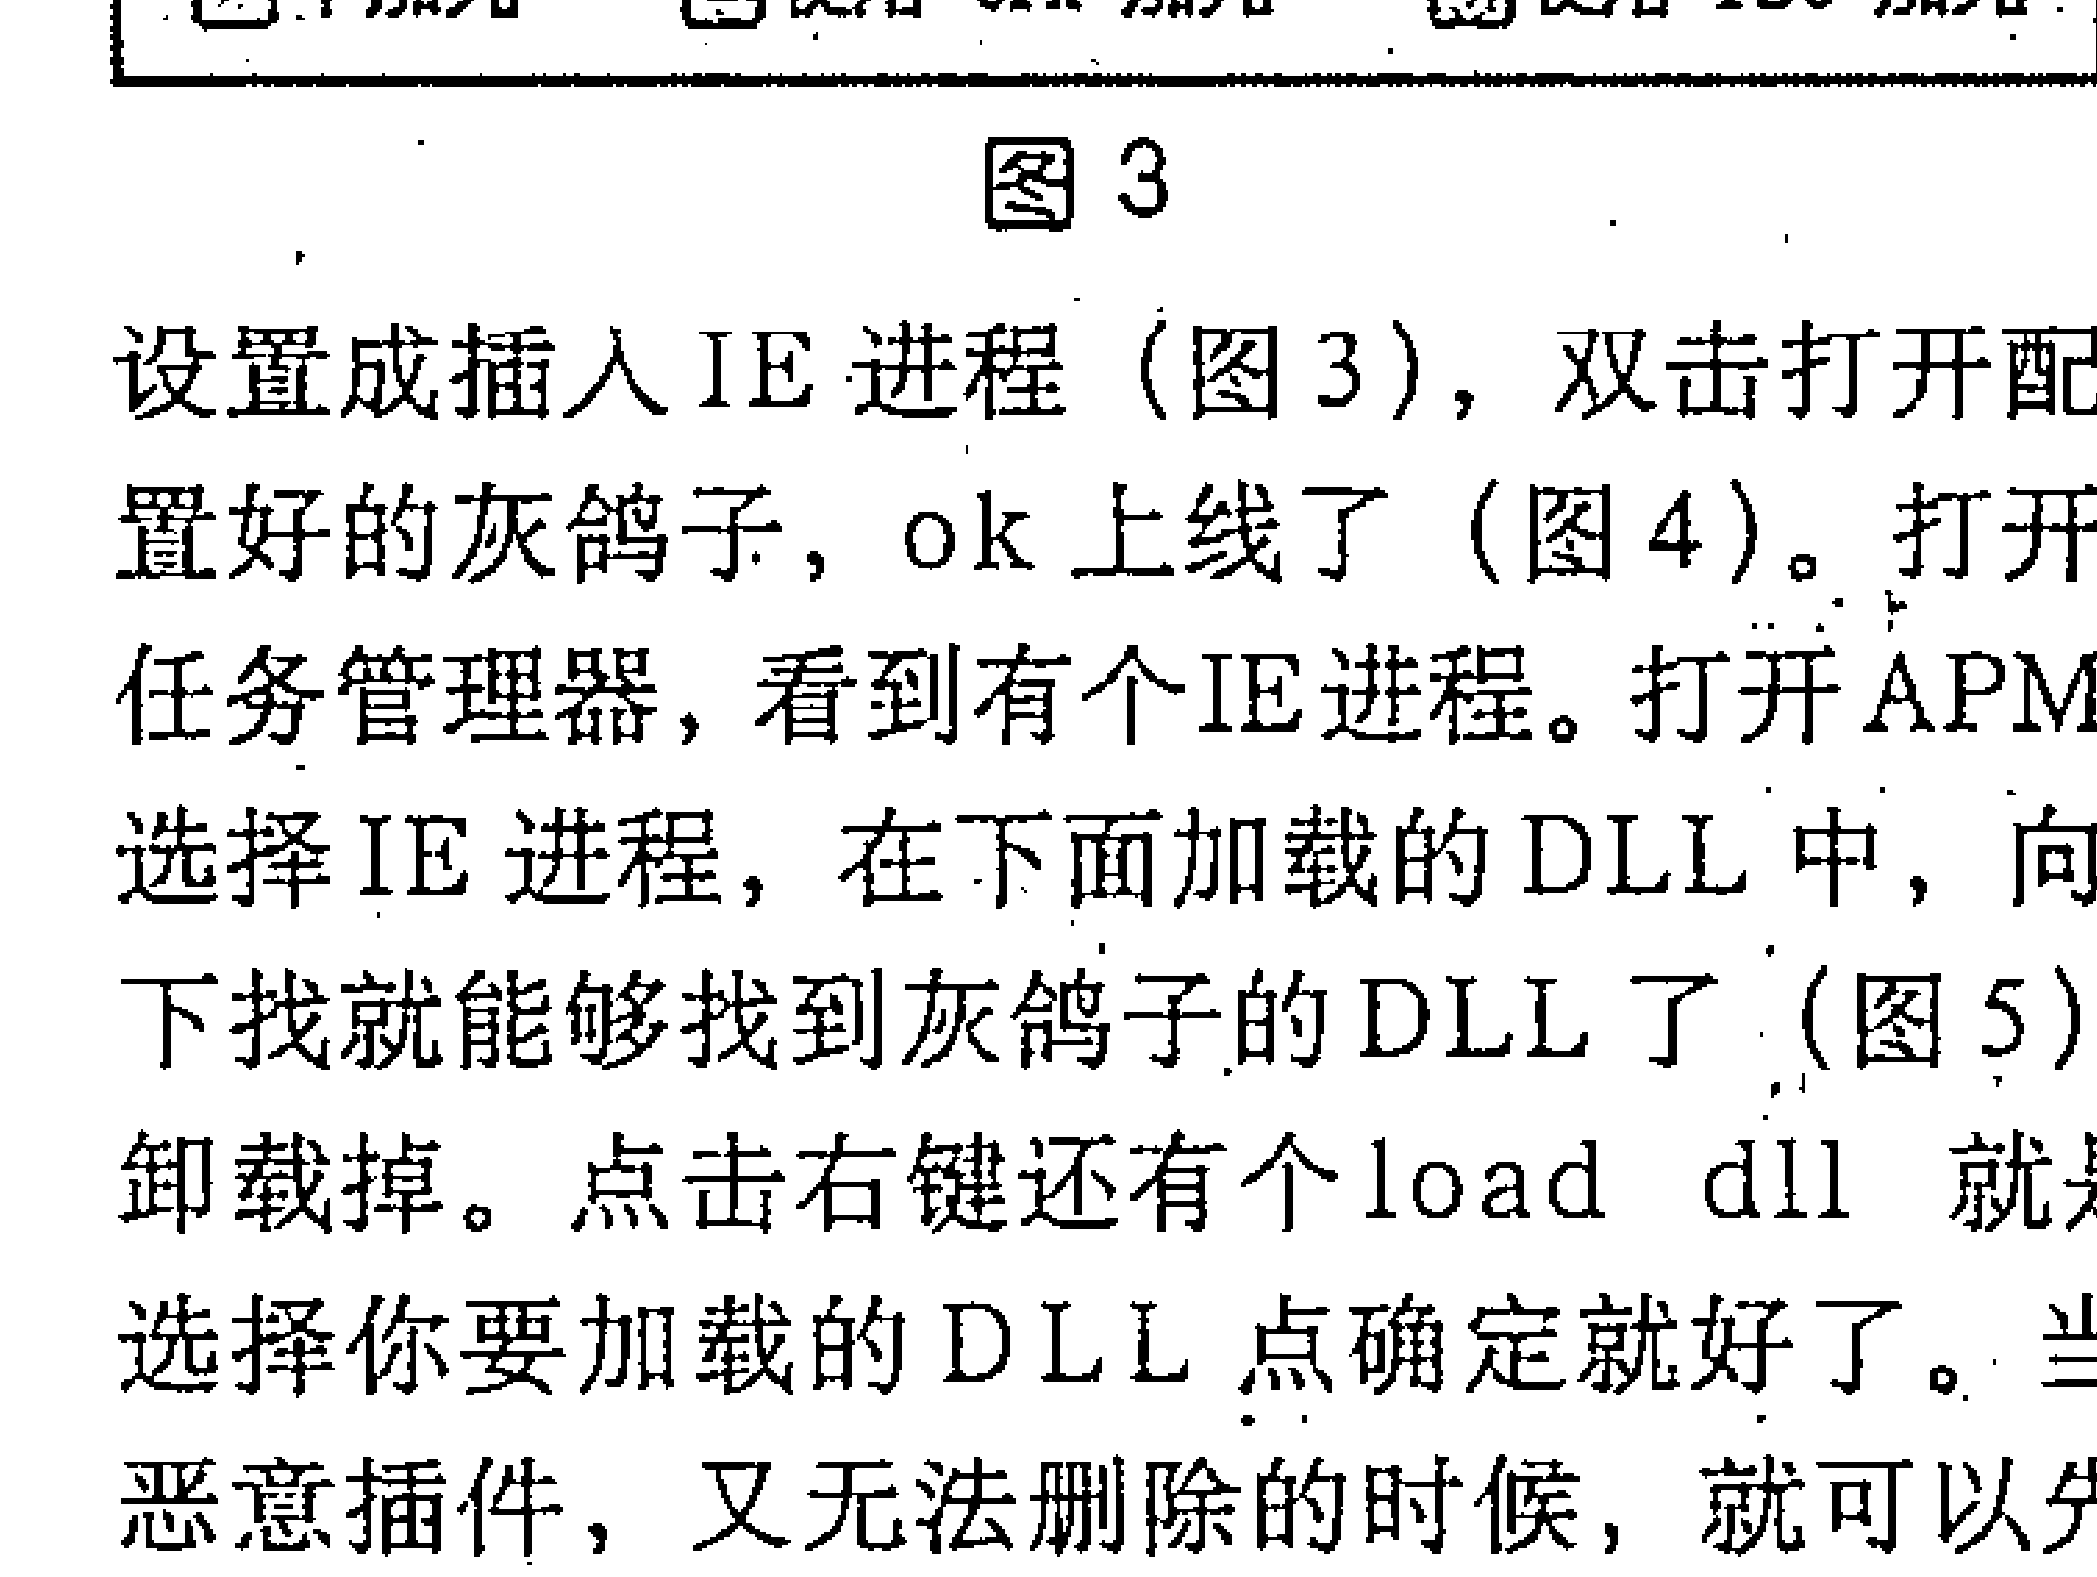 图 3
设置成插入 IE 进程（图 3），双击打开配
置好的灰鸽子，ok 上线了（图 4）。打开
任务管理器，看到有个IE进程。打开 APM
选择 IE 进程，在下面加载的 DLL 中，向
下找就能够找到灰鸽子的 DLL 了（图 5）
卸载掉。点击右键还有个load dll 就是
选择你要加载的 DLL 点确定就好了。当
恶意插件，又无法删除的时候，就可以先